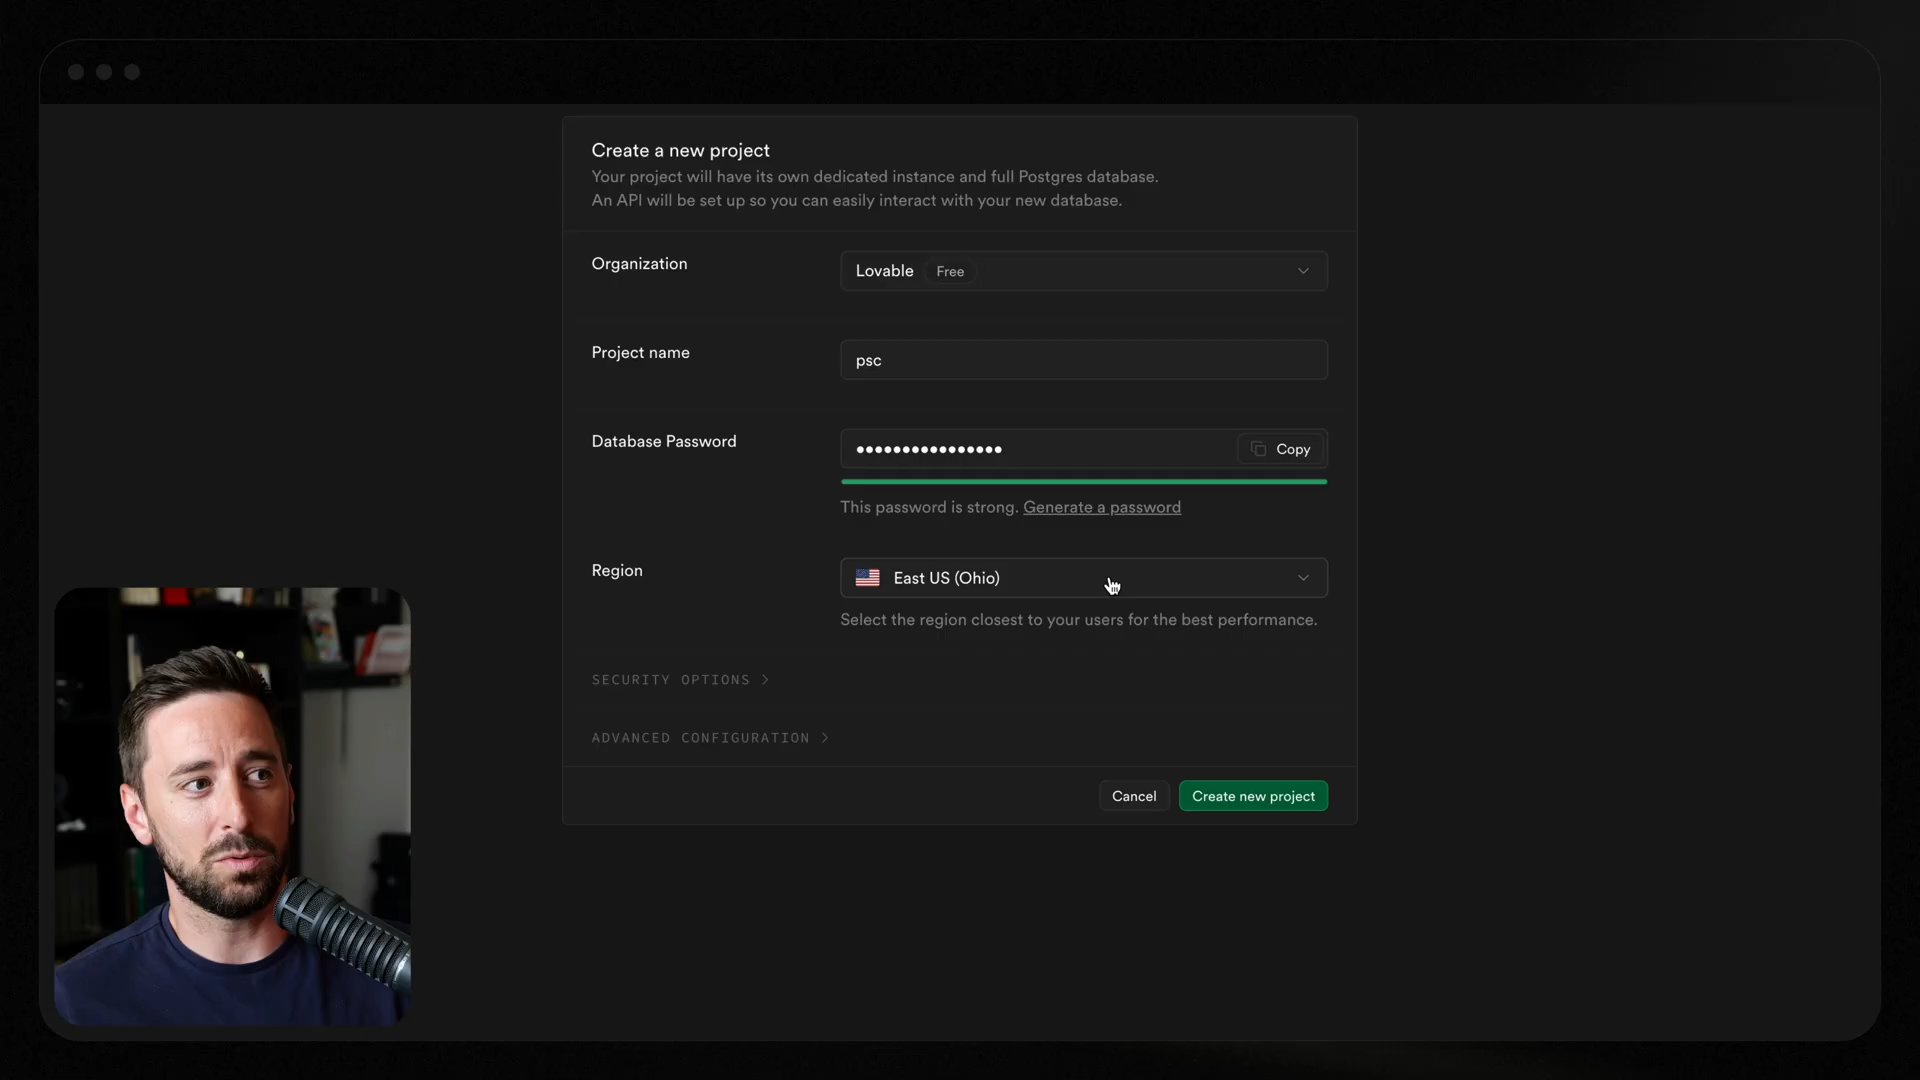 Create a new project
Your project will have its own dedicated instance and full Postgres database.
An API will be set up so you can easily interact with your new database.
Organization
Lovable Free
Project name
psc
Database Password
••••••••••••••••
Copy
This password is strong. Generate a password
Region
East US (Ohio)
Select the region closest to your users for the best performance.
SECURITY OPTIONS
ADVANCED CONFIGURATION
Cancel
Create new project